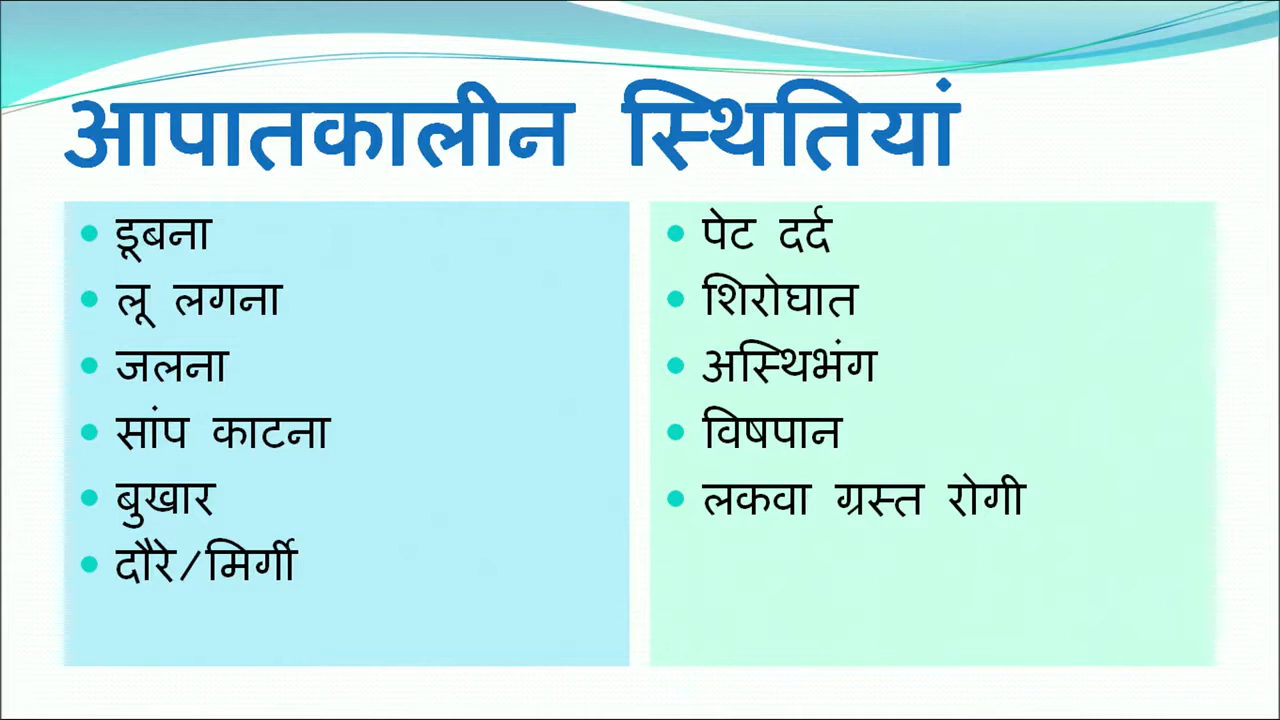 आपातकालीन स्थितियां
डूबना
लू लगना
जलना
सांप काटना
बुखार
दौरे/मिर्गी
पेट दर्द
शिरोघात
अस्थिभंग
विषपान
लकवा ग्रस्त रोगी